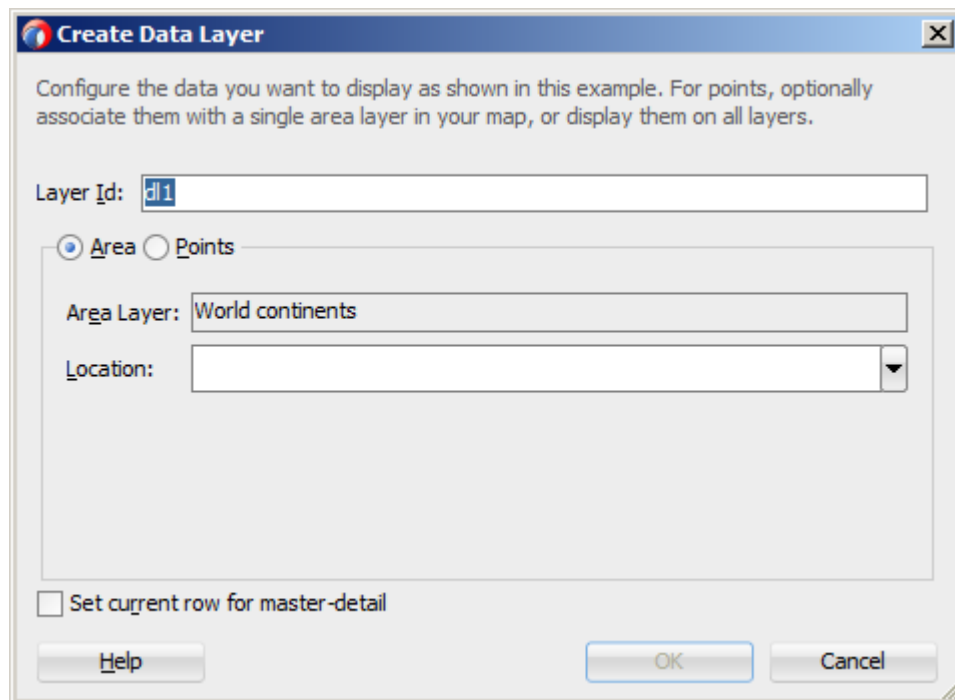 Create Data Layer
Configure the data you want to display as shown in this example. For points, optionally
associate them with a single area layer in your map, or display them on all layers.
Layer Id: dl1
Area Points
Area Layer: World continents
Location:
Set current row for master-detail
Help OK Cancel